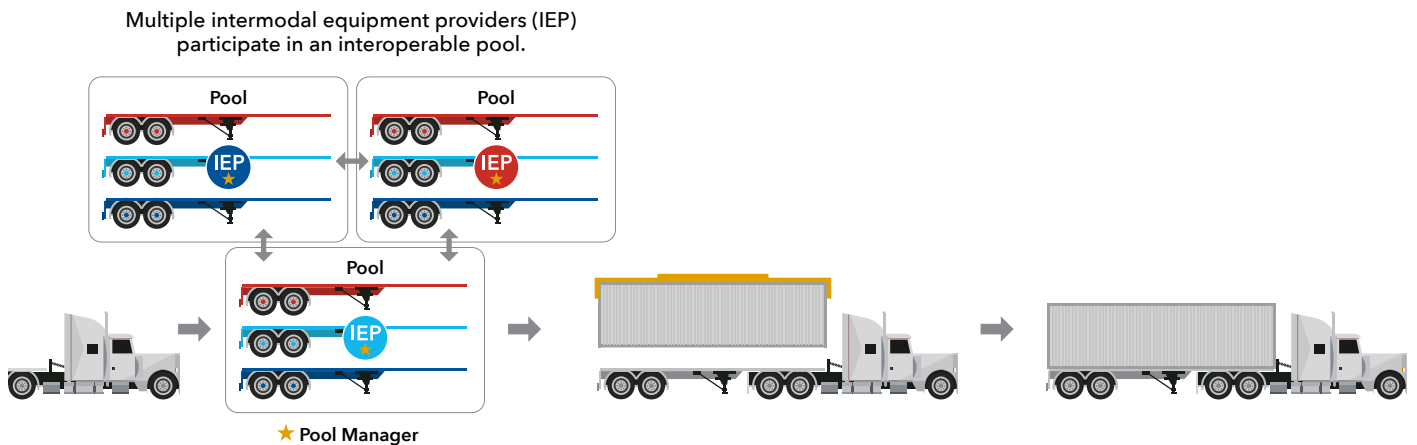 Multiple intermodal equipment providers (IEP)
participate in an interoperable pool.
Pool
Pool
IEP
IEP
Pool
IEP
Pool Manager